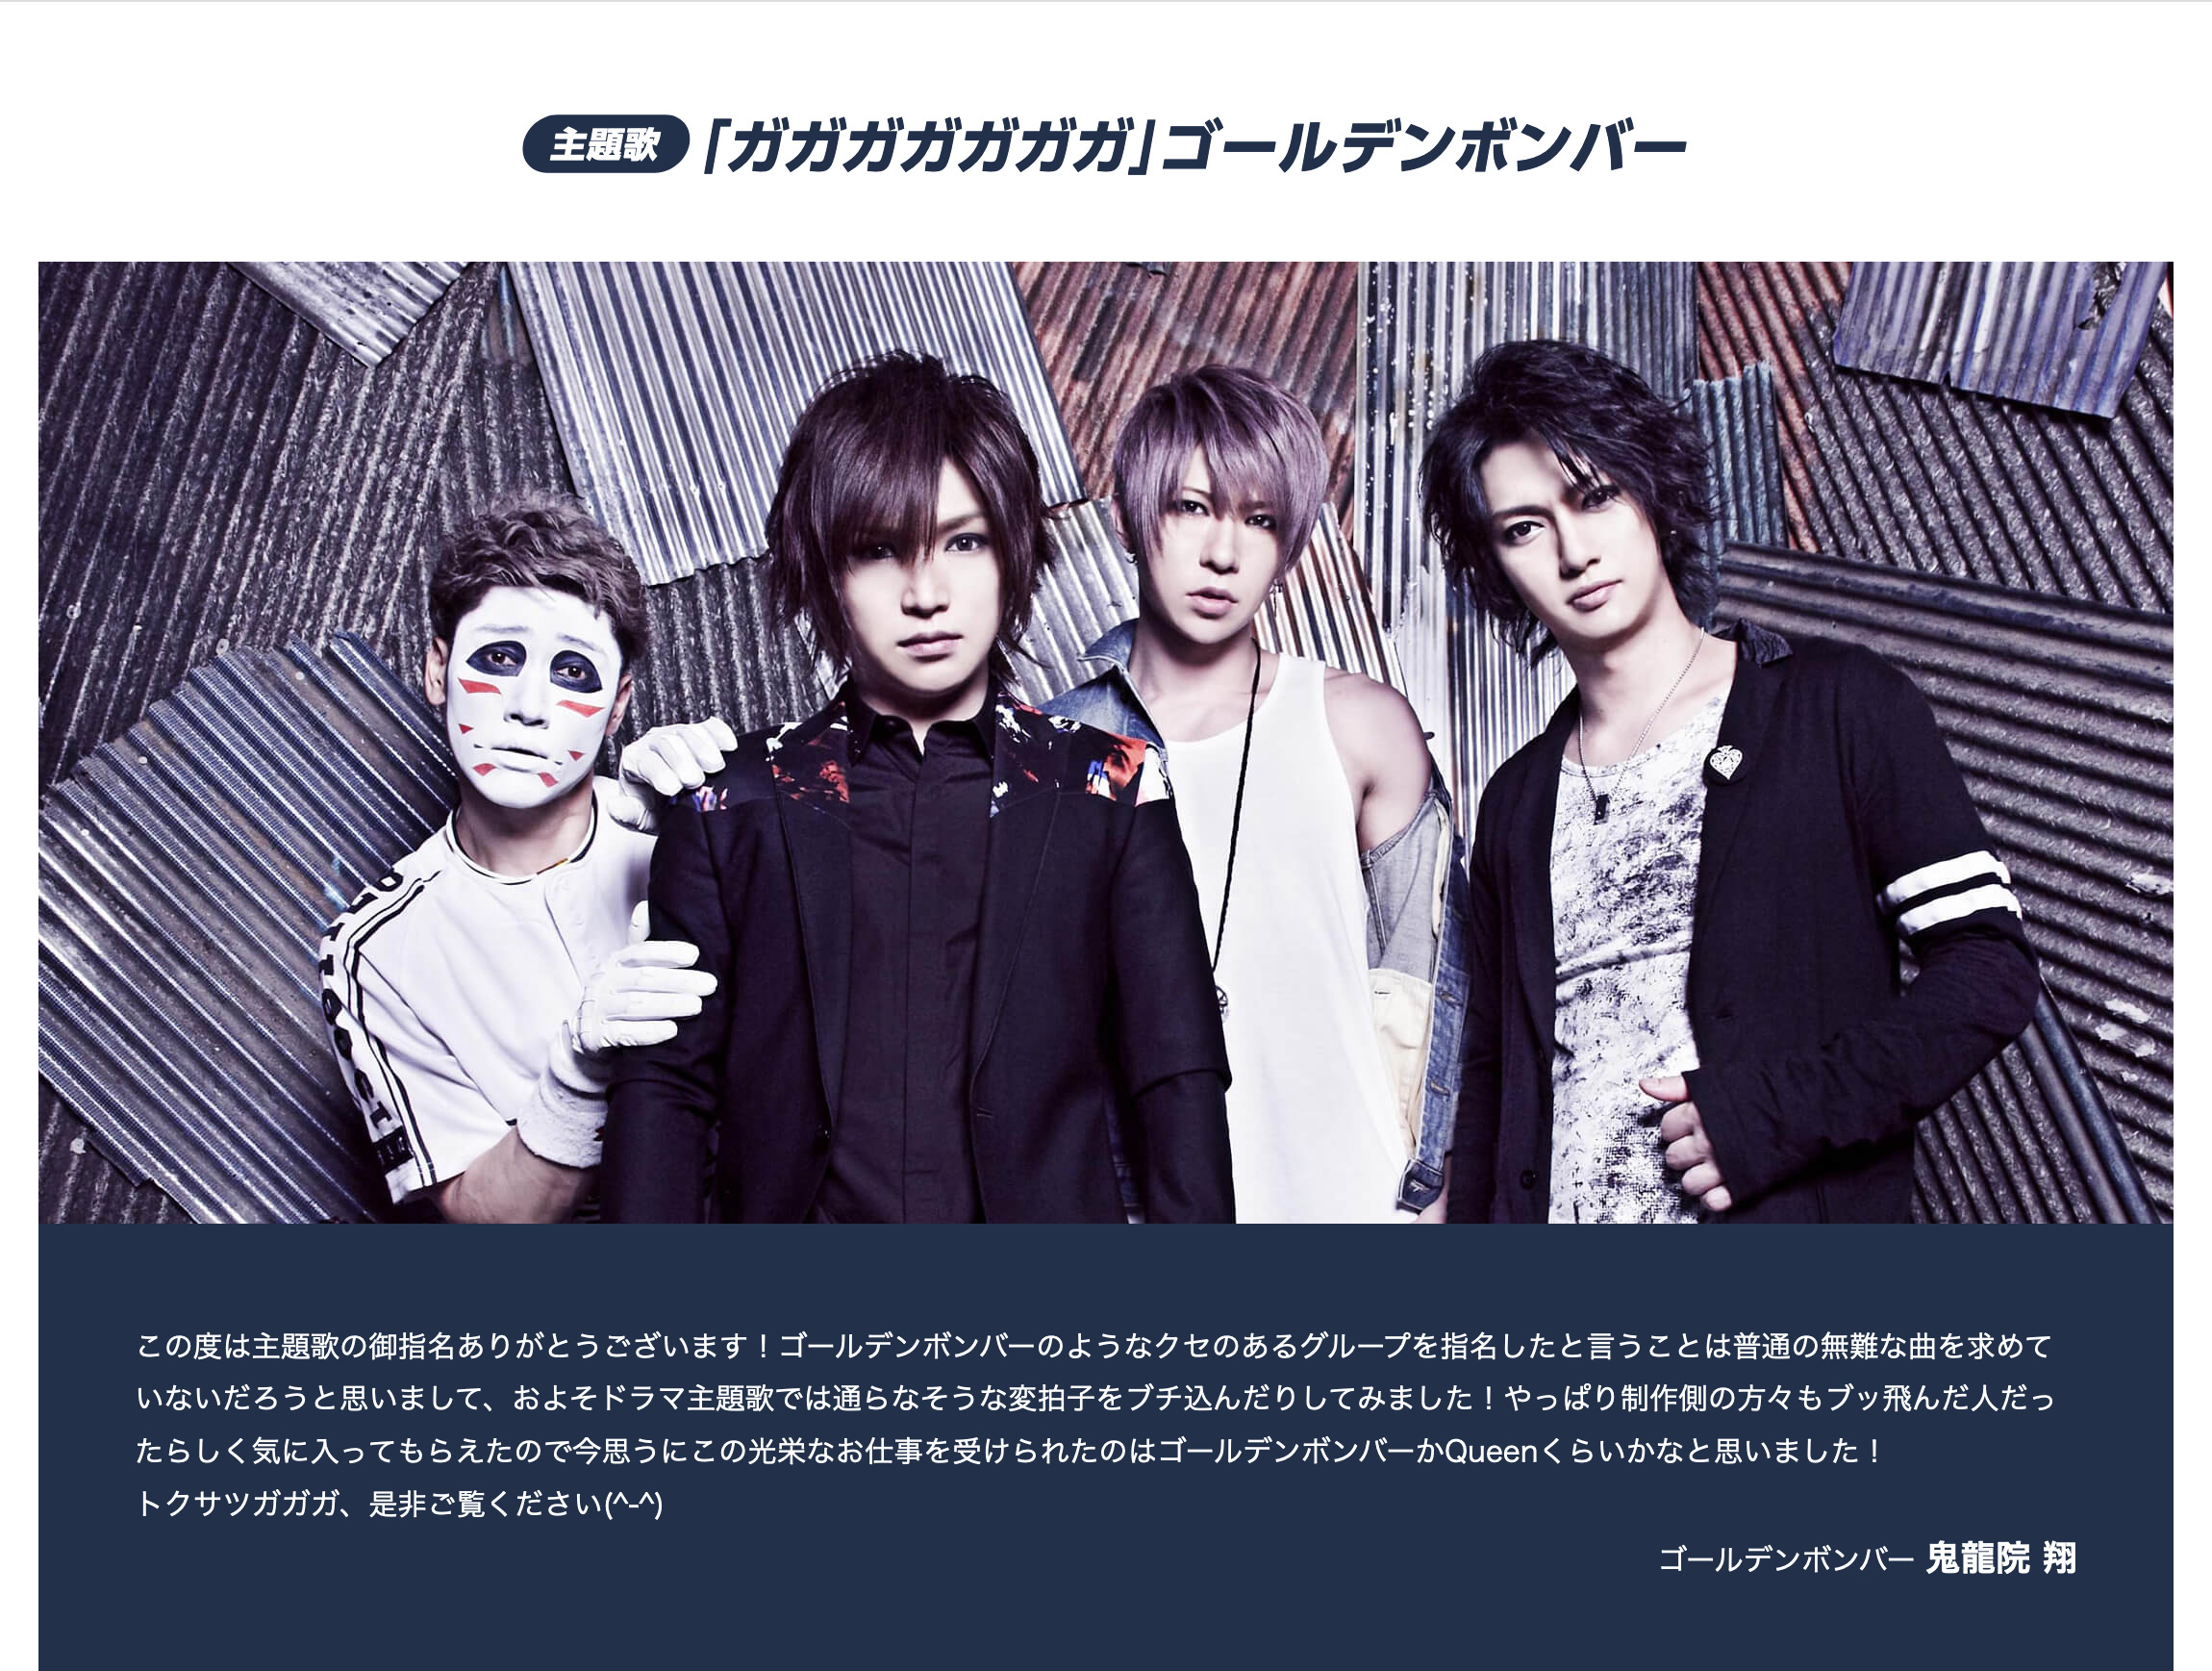 主題歌「ガガガガガガガ」ゴールデンボンバー
この度は主題歌の御指名ありがとうございます！ゴールデンボンバーのようなクセのあるグループを指名したと言うことは普通の無難な曲を求めて
いないだろうと思いまして、およそドラマ主題歌では通らなそうな変拍子をブチ込んだりしてみました！やっぱり制作側の方々もブッ飛んだ人だっ
たらしく気に入ってもらえたので今思うにこの光栄なお仕事を受けられたのはゴールデンボンバーかQueenくらいかなと思いました！
トクサツガガガ、是非ご覧ください(^-^)
ゴールデンボンバー 鬼龍院 翔